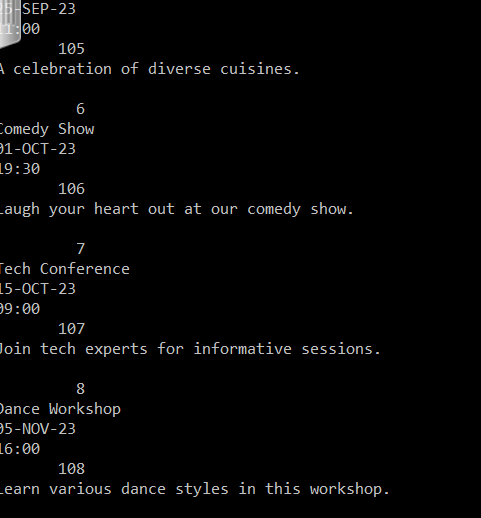 25-SEP-23
11:00
105
A celebration of diverse cuisines.
6
Comedy Show
01-OCT-23
19:30
106
Laugh your heart out at our comedy show.
7
Tech Conference
15-OCT-23
09:00
107
Join tech experts for informative sessions.
8
Dance Workshop
05-NOV-23
16:00
108
Learn various dance styles in this workshop.